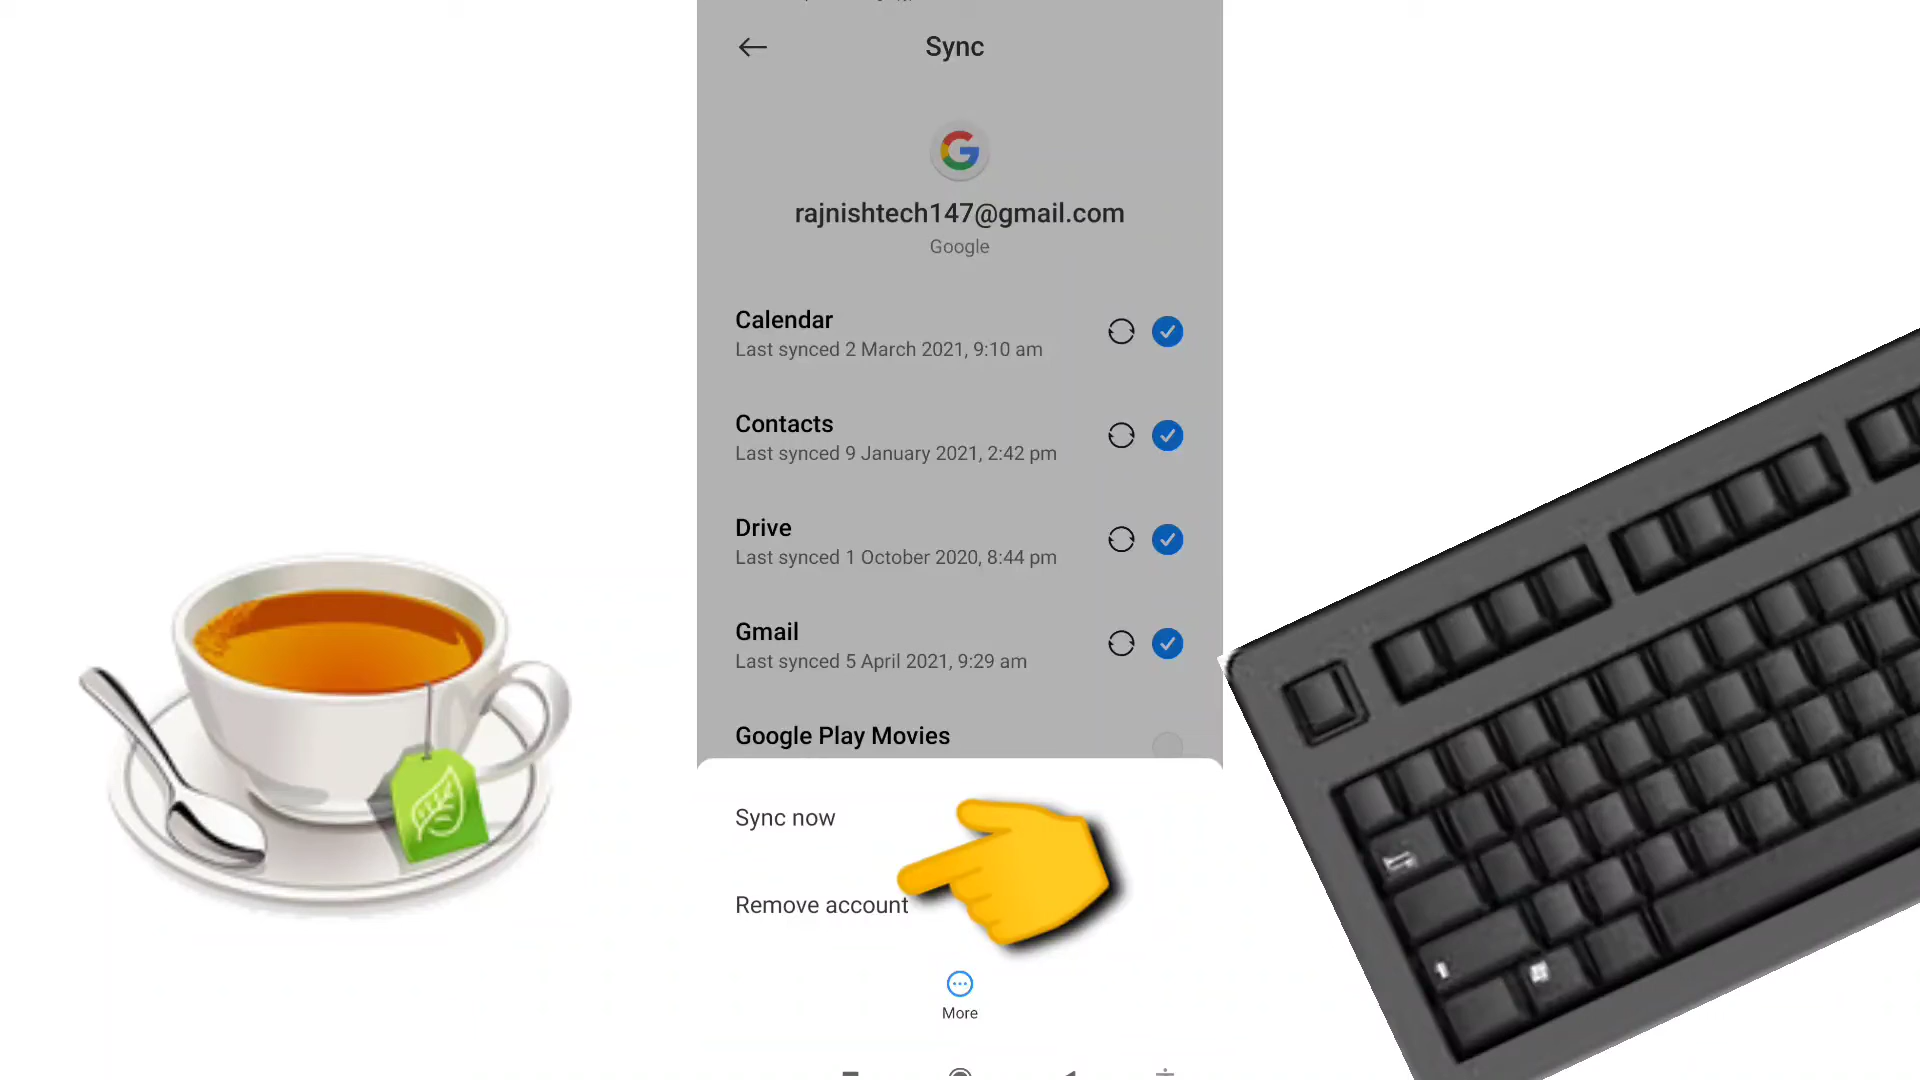 Sync
rajnishtech147@gmail.com
Google
Calendar
Last synced 2 March 2021, 9:10 am
Contacts
Last synced 9 January 2021, 2:42 pm
Drive
Last synced 1 October 2020, 8:44 pm
Gmail
Last synced 5 April 2021, 9:29 am
Google Play Movies
Sync now
Remove account
More